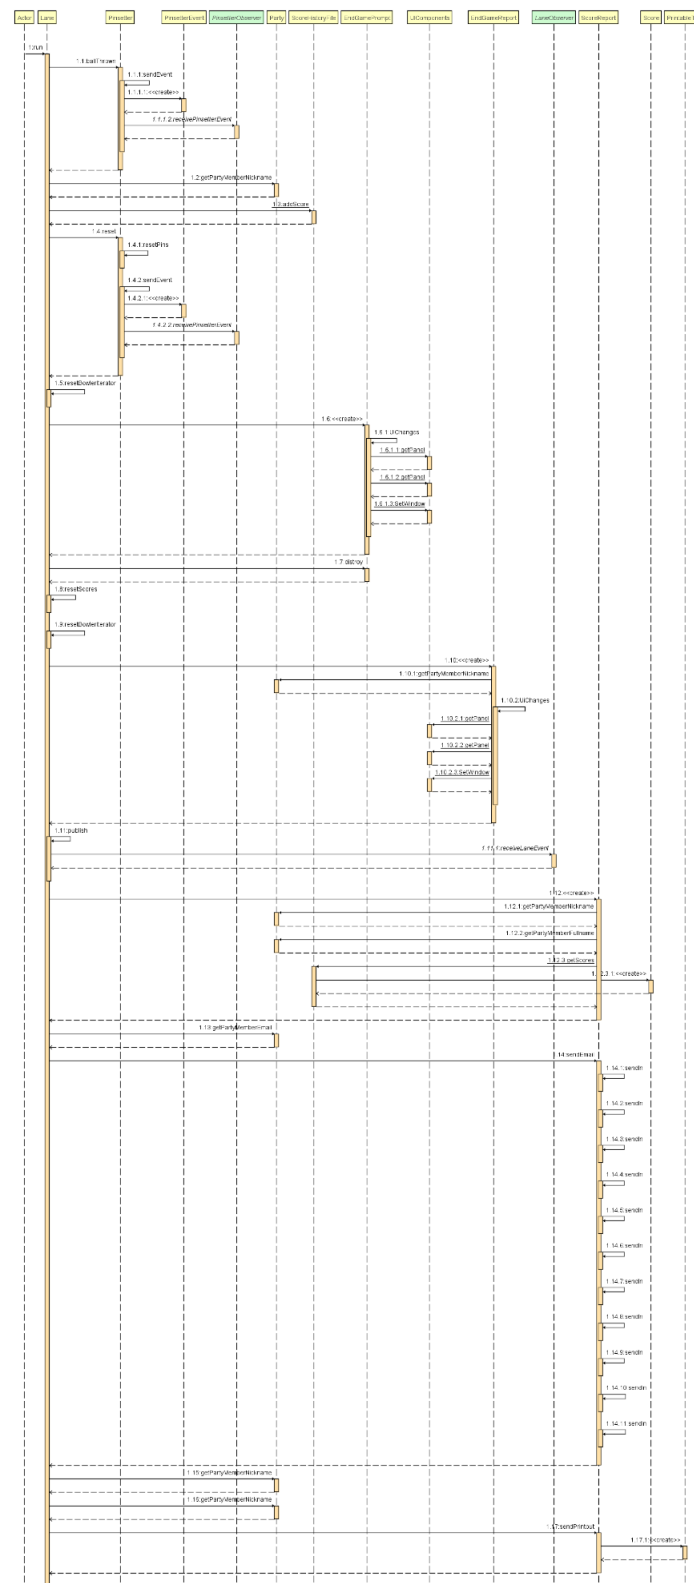 Actor
Lane
Pinsetter
PinsetterEvent
PinsetterObserver
Party
ScoreHistoryFile
EndGamePrompt
UIComponents
EndGameReport
LaneObserver
ScoreReport
Score
1:run
1.1:ballThrown
1.1.1:sendEvent
1.1.1.1:<<create>>
1.1.1.2:receivePinsetterEvent
1.2:getPartyMemberNickname
1.3:addScore
1.4:reset
1.4.1:resetPins
1.4.2:sendEvent
1.4.2.1:<<create>>
1.4.2.2:receivePinsetterEvent
1.5:resetBowlerIterator
1.6:<<create>>
1.6.1:UIChanges
1.6.1.1:getPanel
1.6.1.2:getPanel
1.6.1.3:SetWindow
1.7:distroy
1.8:resetScores
1.9:resetBowlerIterator
1.10:<<create>>
1.10.1:getPartyMemberNickname
1.10.2:UIChanges
1.10.2.1:getPanel
1.10.2.2:getPanel
1.10.2.3:SetWindow
1.11:publish
1.11.1:receiveLaneEvent
1.12:<<create>>
1.12.1:getPartyMemberNickname
1.12.2:getPartyMemberFullname
1.12.3:getScores
1.12.3.1:<<create>>
1.13:getPartyMemberEmail
1.14:sendEmail
1.14.1:sendln
1.14.2:sendln
1.14.3:sendln
1.14.4:sendln
1.14.5:sendln
1.14.6:sendln
1.14.7:sendln
1.14.8:sendln
1.14.9:sendln
1.14.10:sendln
1.14.11:sendln
1.15:getPartyMemberNickname
1.16:getPartyMemberNickname
1.17:sendPrintout
1.17.1:<<create>>